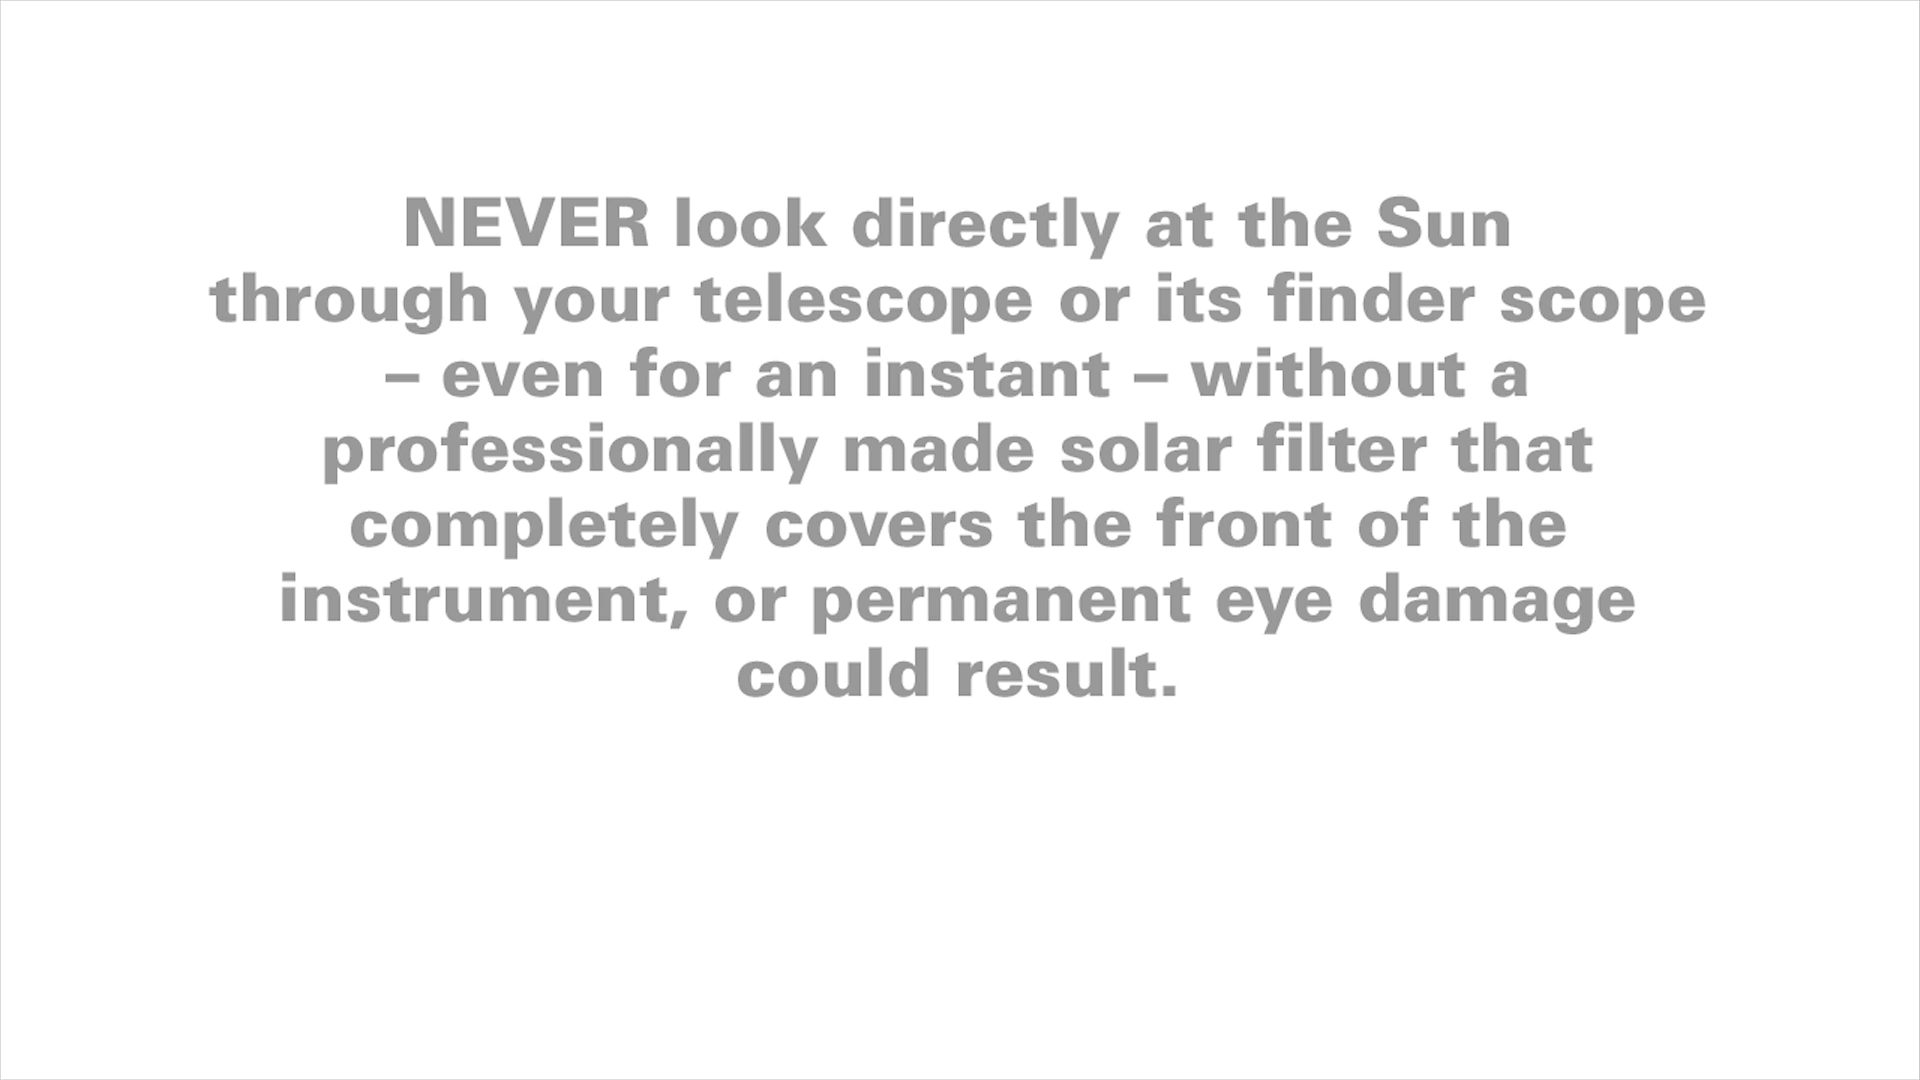 NEVER look directly at the Sun
through your telescope or its finder scope
– even for an instant – without a
professionally made solar filter that
completely covers the front of the
instrument, or permanent eye damage
could result.